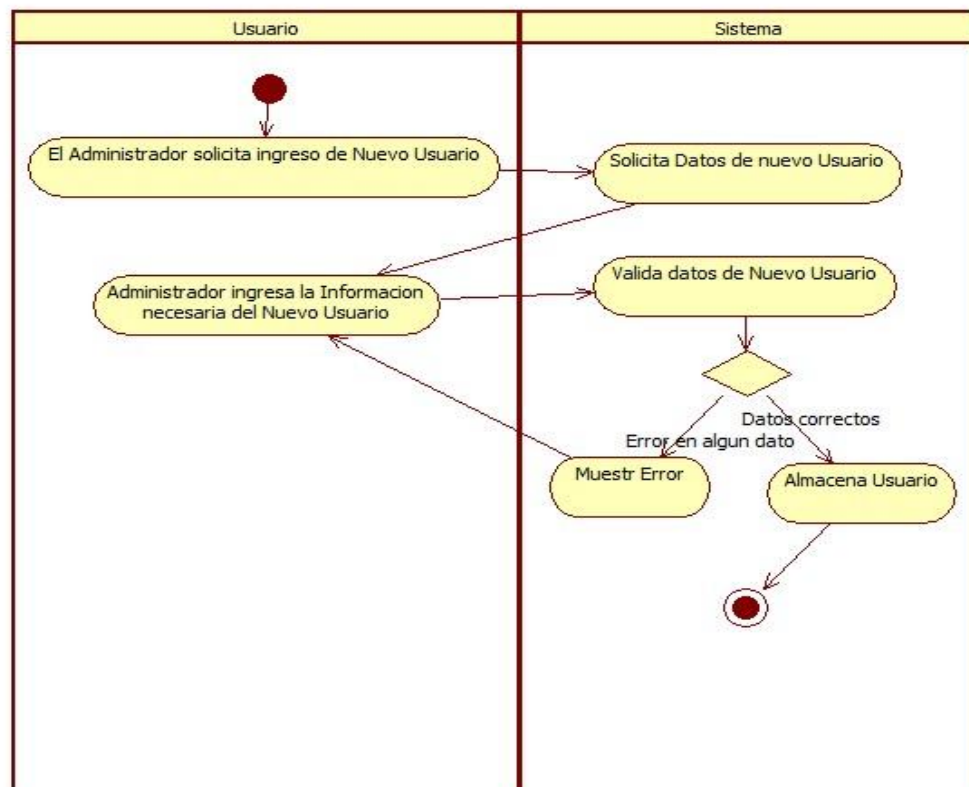 Usuario
Sistema
El Administrador solicita ingreso de Nuevo Usuario
Solicita Datos de nuevo Usuario
Administrador ingresa la Informacion
necesaria del Nuevo Usuario
Valida datos de Nuevo Usuario
Datos correctos
Error en algun dato
Muestr Error
Almacena Usuario